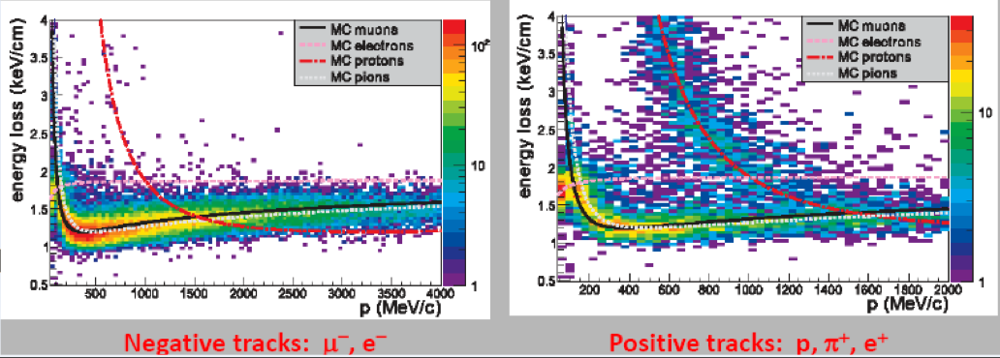 energy loss (keV/cm)
4
3.5
3
2.5
2
1.5
1
0.5
MC muons
MC electrons
MC protons
MC pions
10²
10
1
500 1000 1500 2000 2500 3000 3500 4000
p (MeV/c)
energy loss (keV/cm)
4
3.5
3
2.5
2
1.5
1
0.5
MC muons
MC electrons
MC protons
MC pions
10
1
200 400 600 800 1000 1200 1400 1600 1800 2000
p (MeV/c)
Negative tracks: μ⁻, e⁻
Positive tracks: p, π⁺, e⁺